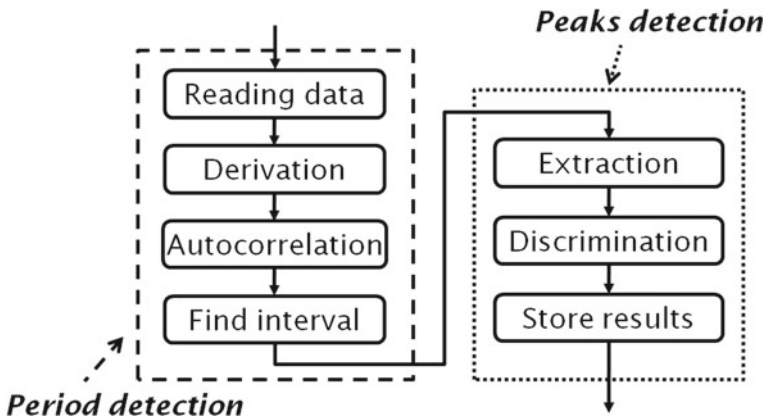 Peaks detection
Reading data
Derivation
Autocorrelation
Find interval
Period detection
Extraction
Discrimination
Store results